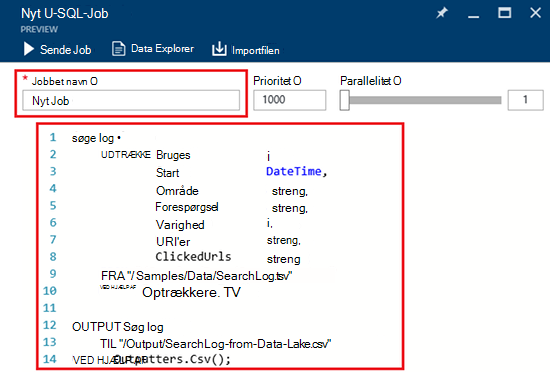 Nyt U-SQL-Job
PREVIEW
Sende Job Data Explorer Importfilen
* Jobbet navn O Prioritet O Parallelitet O
Nyt Job 1000 1
1 søge log •
2 UDTRÆKKE Bruges i
3 Start DateTime,
4 Område streng,
5 Forespørgsel streng,
6 Varighed i,
7 URI'er streng,
8 ClickedUrls streng
9 FRA "/ Samples/Data/SearchLog.tsv"
10 VED HJÆLP AF Optrækkere. TV
11
12 OUTPUT Søg log
13 TIL "/Output/SearchLog-from-Data-Lake.csv"
14 VED HJÆLP AF Outputters.Csv();